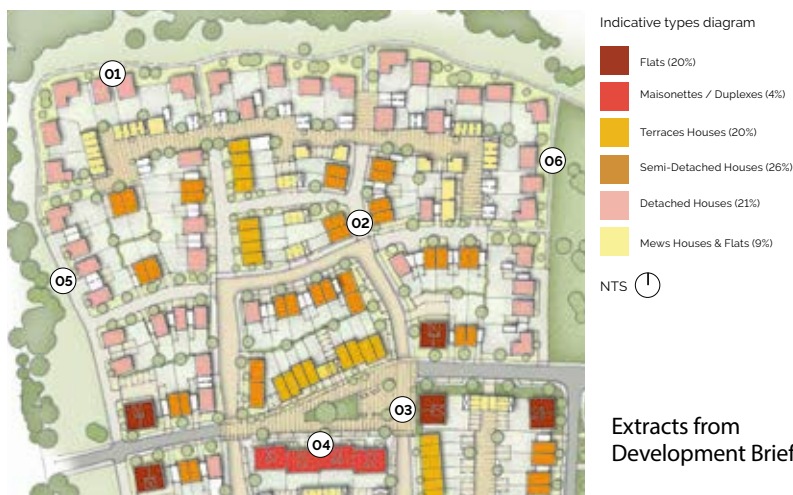 Indicative types diagram
Flats (20%)
Maisonettes / Duplexes (4%)
Terraces Houses (20%)
Semi-Detached Houses (26%)
Detached Houses (21%)
Mews Houses & Flats (9%)
NTS
Extracts from
Development Brief
01
06
02
05
03
04